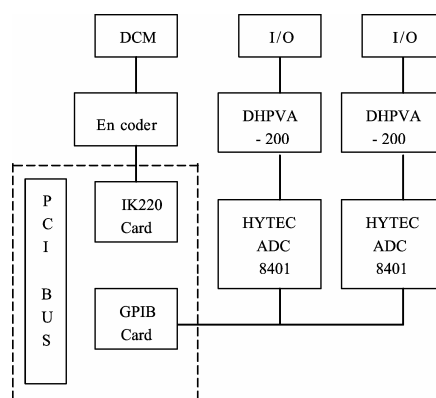 DCM
I/O
I/O
En coder
DHPVA
- 200
DHPVA
- 200
P
C
I
B
U
S
IK220
Card
HYTEC
ADC
8401
HYTEC
ADC
8401
GPIB
Card